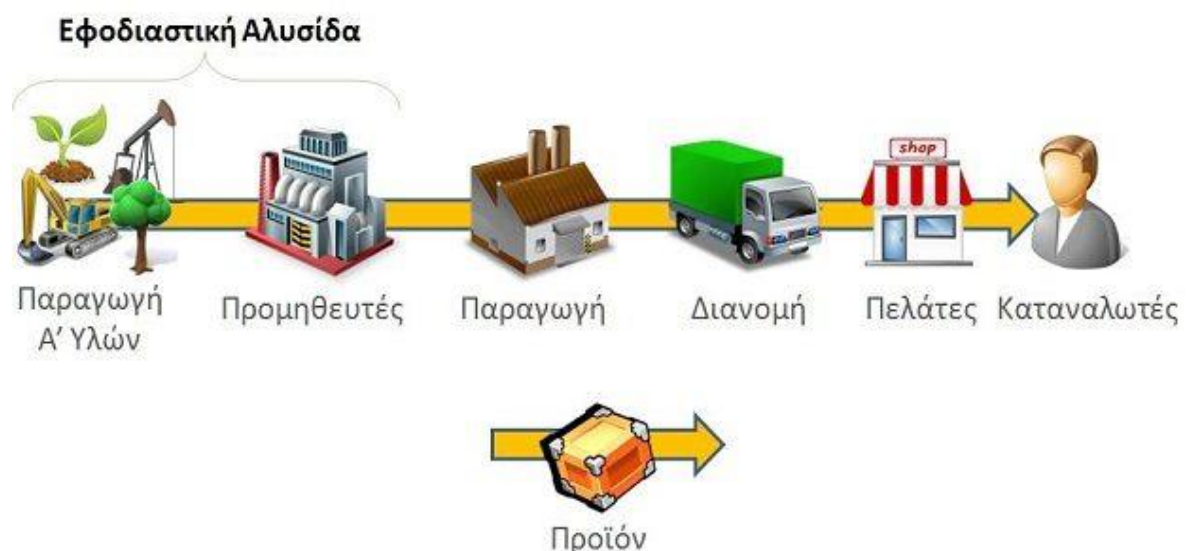 Εφοδιαστική Αλυσίδα
shop
Παραγωγή
Α' Υλών
Προμηθευτές
Παραγωγή
Διανομή
Πελάτες
Καταναλωτές
Προϊόν